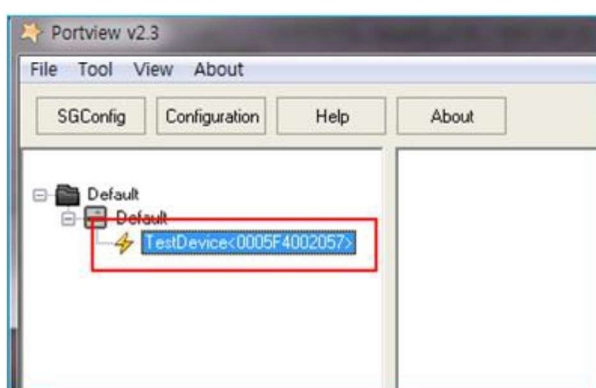 Portview v2.3
File Tool View About
SGConfig Configuration Help About
Default
Default
TestDevice<0005F4002057>